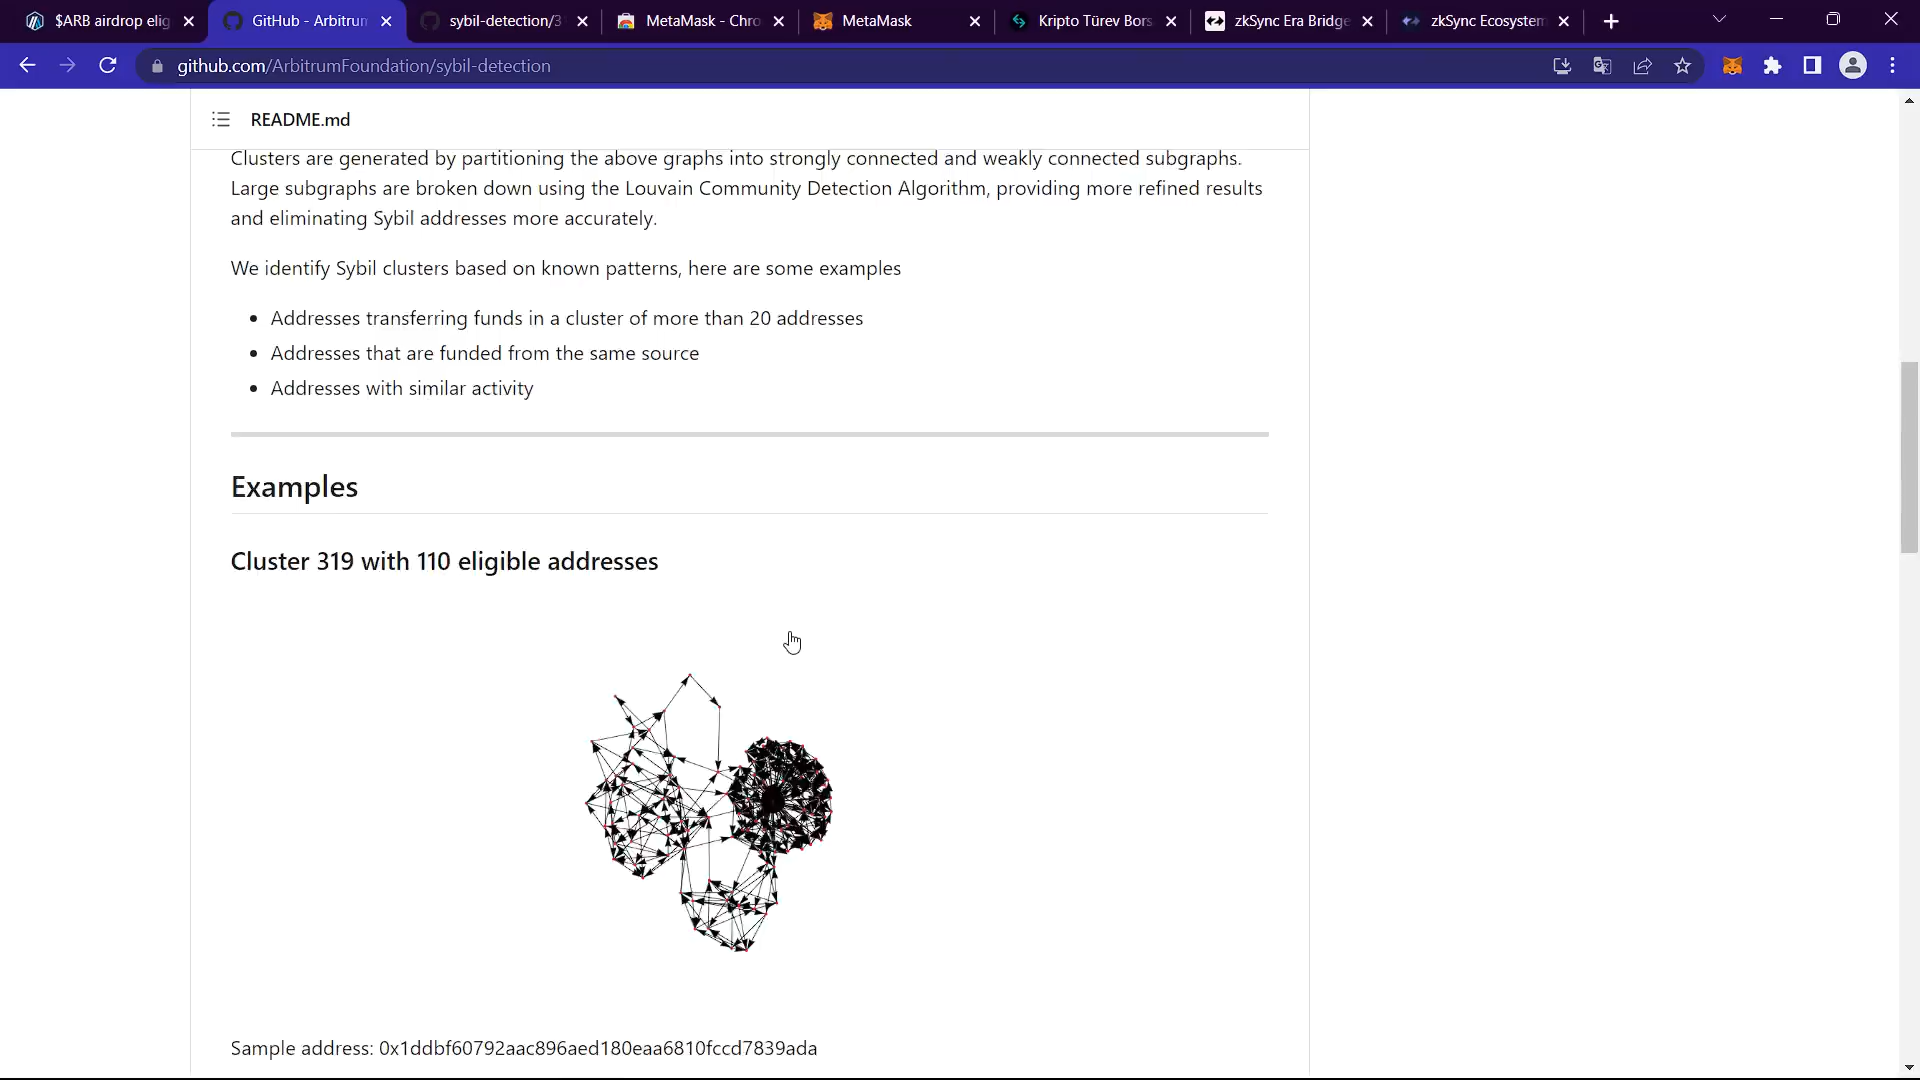 $ARB airdrop elig
GitHub - Arbitrum
sybil-detection/3
MetaMask - Chro
MetaMask
Kripto Türev Bors
zkSync Era Bridge
zkSync Ecosystem
github.com/ArbitrumFoundation/sybil-detection
README.md
Clusters are generated by partitioning the above graphs into strongly connected and weakly connected subgraphs.
Large subgraphs are broken down using the Louvain Community Detection Algorithm, providing more refined results
and eliminating Sybil addresses more accurately.
We identify Sybil clusters based on known patterns, here are some examples
• Addresses transferring funds in a cluster of more than 20 addresses
• Addresses that are funded from the same source
• Addresses with similar activity
Examples
Cluster 319 with 110 eligible addresses
Sample address: 0x1ddbf60792aac896aed180eaa6810fccd7839ada